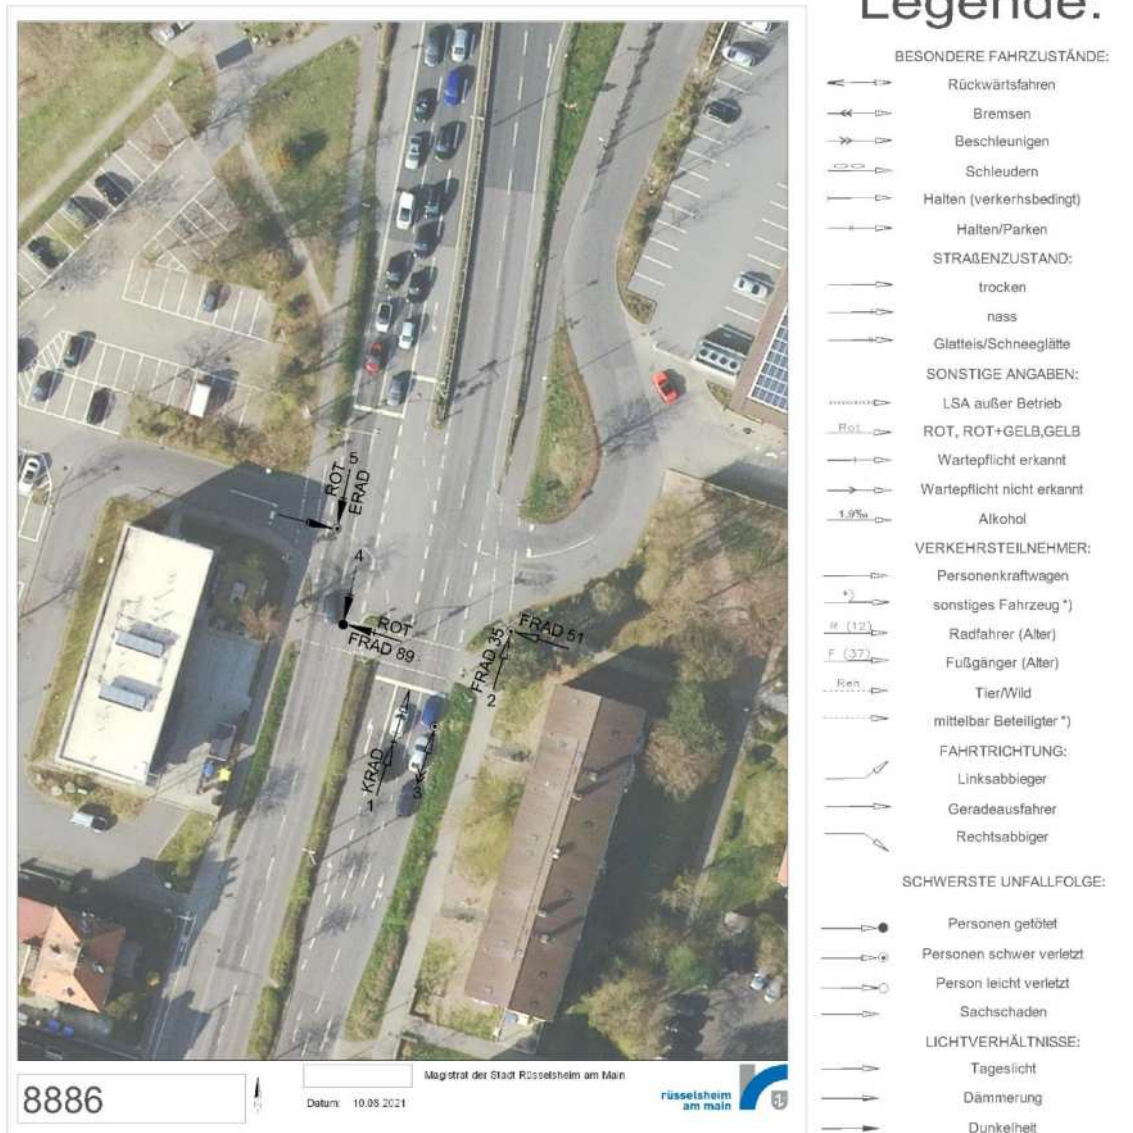 Legende:
BESONDERE FAHRZUSTÄNDE:
Rückwärtsfahren
Bremsen
Beschleunigen
Schleudern
Halten (verkerhsbedingt)
Halten/Parken
STRAßENZUSTAND:
trocken
nass
Glatteis/Schneeglätte
SONSTIGE ANGABEN:
LSA außer Betrieb
Rot ROT, ROT+GELB,GELB
Wartepflicht erkannt
Wartepflicht nicht erkannt
1,9‰ Alkohol
VERKEHRSTEILNEHMER:
Personenkraftwagen
*) sonstiges Fahrzeug *)
R (12) Radfahrer (Alter)
F (37) Fußgänger (Alter)
Reh Tier/Wild
mittelbar Beteiligter *)
FAHRTRICHTUNG:
Linksabbieger
Geradeausfahrer
Rechtsabbiger
SCHWERSTE UNFALLFOLGE:
Personen getötet
Personen schwer verletzt
Person leicht verletzt
Sachschaden
LICHTVERHÄLTNISSE:
Tageslicht
Dämmerung
Dunkelheit
5
ROT
ERAD
4
ROT
FRAD 89
FRAD 51
FRAD 35
2
KRAD
1
3
8886
Magistrat der Stadt Rüsselsheim am Main
Datum: 10.08.2021
rüsselsheim
am main